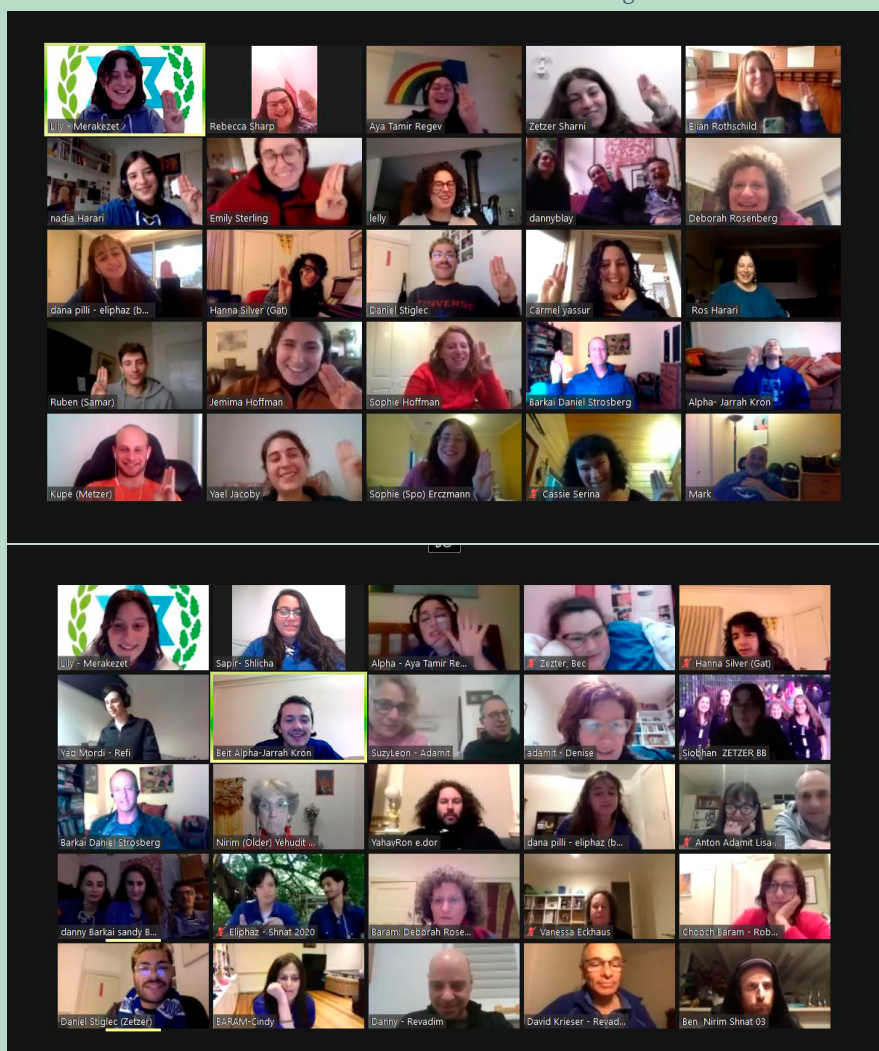 Lily - Merakezet
Rebecca Sharp
Aya Tamir Regev
Zetzer Sharni
Elian Rothschild
nadia Harari
Emily Sterling
lelly
dannyblay
Deborah Rosenberg
dana pilli - eliphaz (b...
Hanna Silver (Gat)
CONVERSE
Daniel Stiglec
Carmel yassur
Ros Harari
Ruben (Samar)
Jemima Hoffman
Sophie Hoffman
Barkai Daniel Strosberg
Alpha- Jarrah Kron
Kupe (Metzer)
Yael Jacoby
Sophie (Spo) Erczmann
Cassie Serina
Mark
Lily - Merakezet
Sapir- Shlicha
Alpha - Aya Tamir Re...
Zezter, Bec
Hanna Silver (Gat)
Yad Mordi - Refi
Beit Alpha-Jarrah Kron
SuzyLeon - Adamit
adamit - Denise
Siobhan ZETZER BB
Barkai Daniel Strosberg
Nirim (Older) Yehudit ...
YahavRon e.dor
dana pilli - eliphaz (b...
Anton Adamit Lisa ...
danny Barkai sandy B...
Eliphaz - Shnat 2020
Baram: Deborah Rose...
Vanessa Eckhaus
Chooch Baram - Rob...
Daniel Stiglec (Zetzer)
BARAM-Cindy
Danny - Revadim
David Krieser - Revad...
Ben Nirim Shnat 03